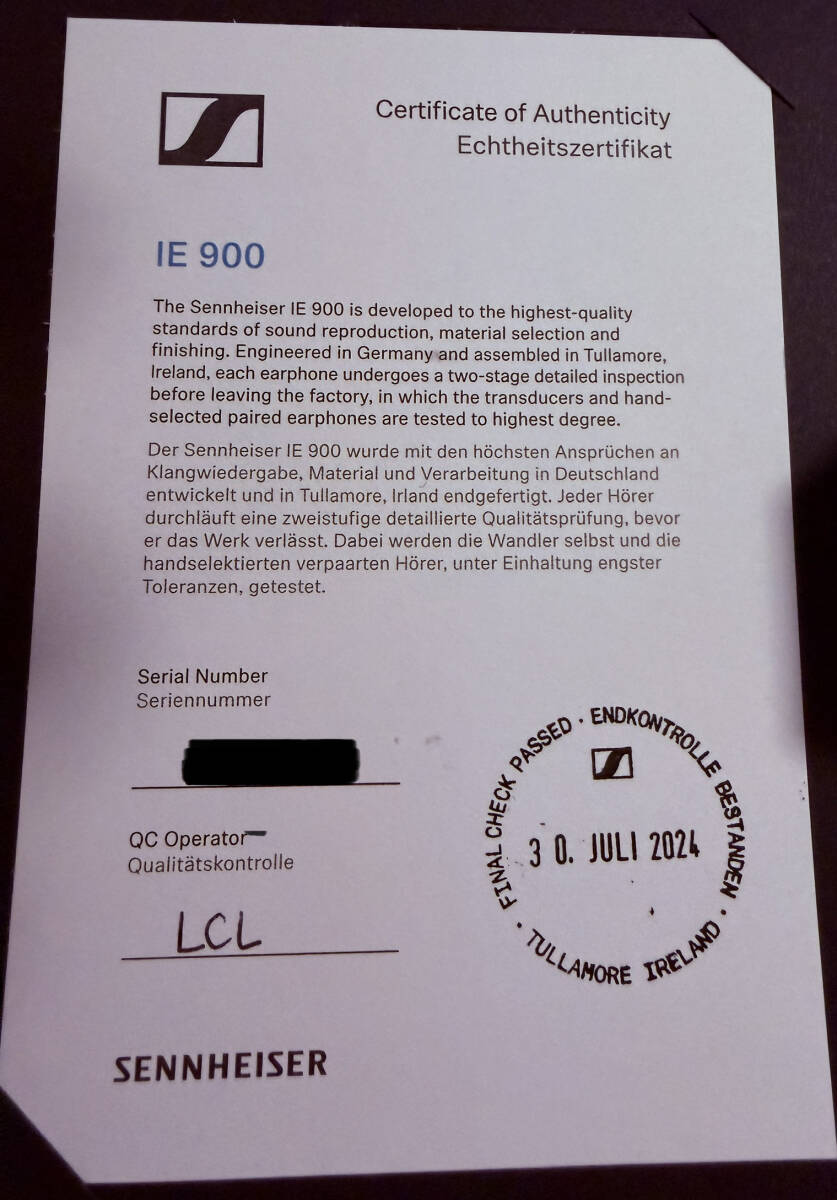 Certificate of Authenticity
Echtheitszertifikat
IE 900
The Sennheiser IE 900 is developed to the highest-quality
standards of sound reproduction, material selection and
finishing. Engineered in Germany and assembled in Tullamore,
Ireland, each earphone undergoes a two-stage detailed inspection
before leaving the factory, in which the transducers and hand-
selected paired earphones are tested to highest degree.
Der Sennheiser IE 900 wurde mit den höchsten Ansprüchen an
Klangwiedergabe, Material und Verarbeitung in Deutschland
entwickelt und in Tullamore, Irland endgefertigt. Jeder Hörer
durchläuft eine zweistufige detaillierte Qualitätsprüfung, bevor
er das Werk verlässt. Dabei werden die Wandler selbst und die
handselektierten verpaarten Hörer, unter Einhaltung engster
Toleranzen, getestet.
Serial Number
Seriennummer
QC Operator
Qualitätskontrolle
LCL
FINAL CHECK PASSED · ENDKONTROLLE BESTANDEN ·
30. JULI 2024
· TULLAMORE IRELAND
SENNHEISER